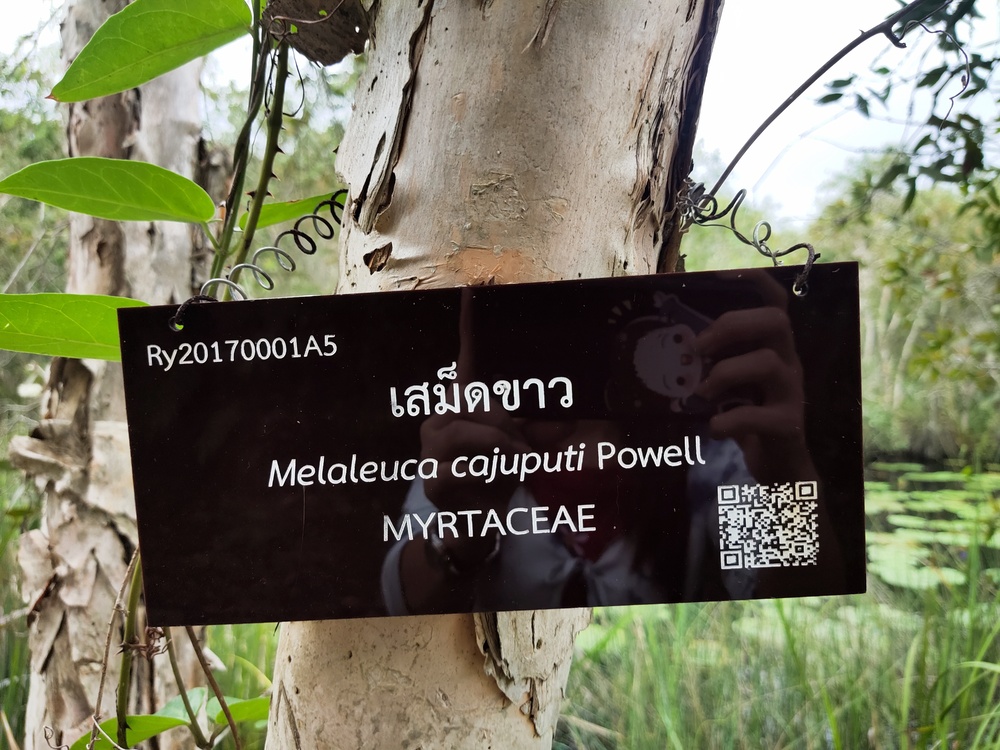 Ry20170001A5
เสม็ดขาว
Melaleuca cajuputi Powell
MYRTACEAE